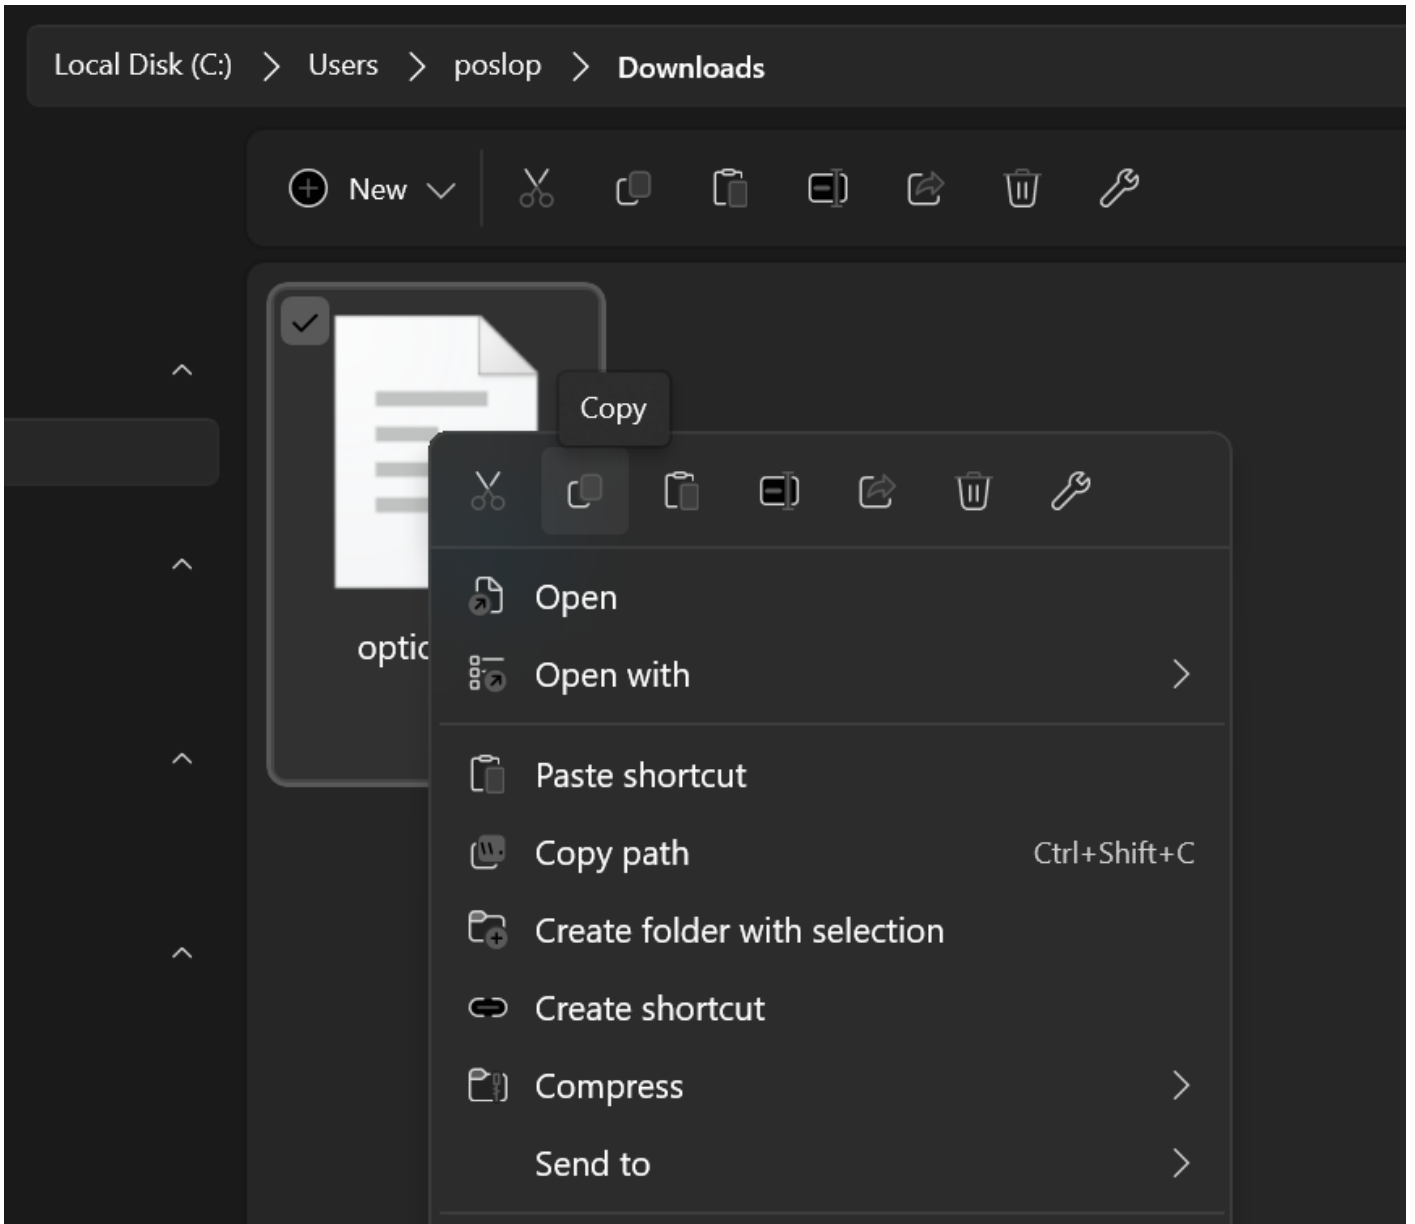 Local Disk (C:) Users poslop Downloads
New
Copy
Open
optic
Open with
Paste shortcut
Copy path Ctrl+Shift+C
Create folder with selection
Create shortcut
Compress
Send to